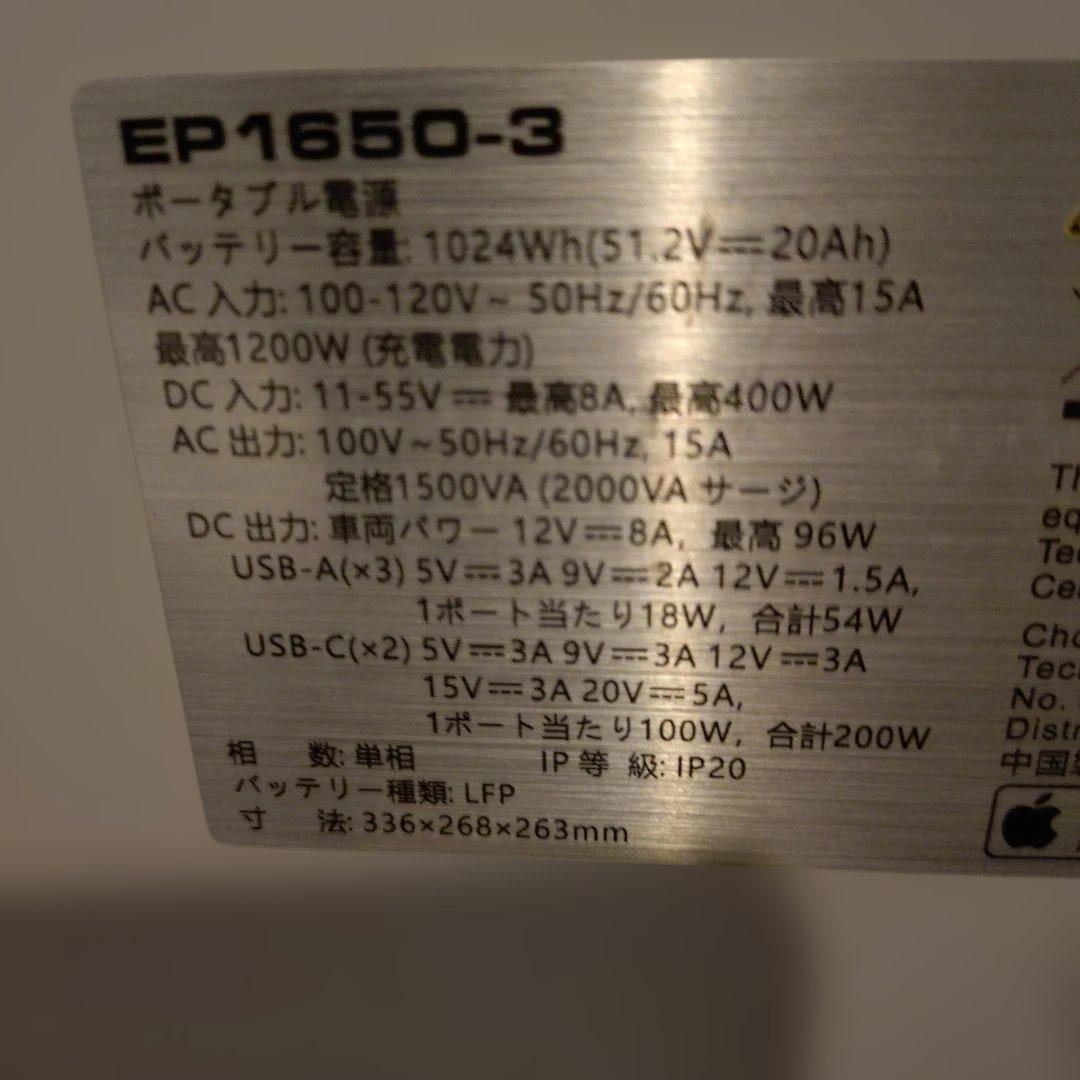 EP1650-3
ポータブル電源
バッテリー容量: 1024Wh(51.2V⎓20Ah)
AC 入力: 100-120V~ 50Hz/60Hz, 最高15A
最高1200W (充電電力)
DC 入力: 11-55V⎓ 最高8A, 最高400W
AC 出力: 100V~50Hz/60Hz, 15A
定格1500VA (2000VA サージ)
DC 出力: 車両パワー 12V⎓8A, 最高 96W
USB-A(×3) 5V⎓3A 9V⎓2A 12V⎓1.5A,
1ポート当たり18W, 合計54W
USB-C(×2) 5V⎓3A 9V⎓3A 12V⎓3A
15V⎓3A 20V⎓5A,
1ポート当たり100W, 合計200W
相 数: 単相 IP 等 級: IP20
バッテリー種類: LFP
寸 法: 336×268×263mm
No.
中国